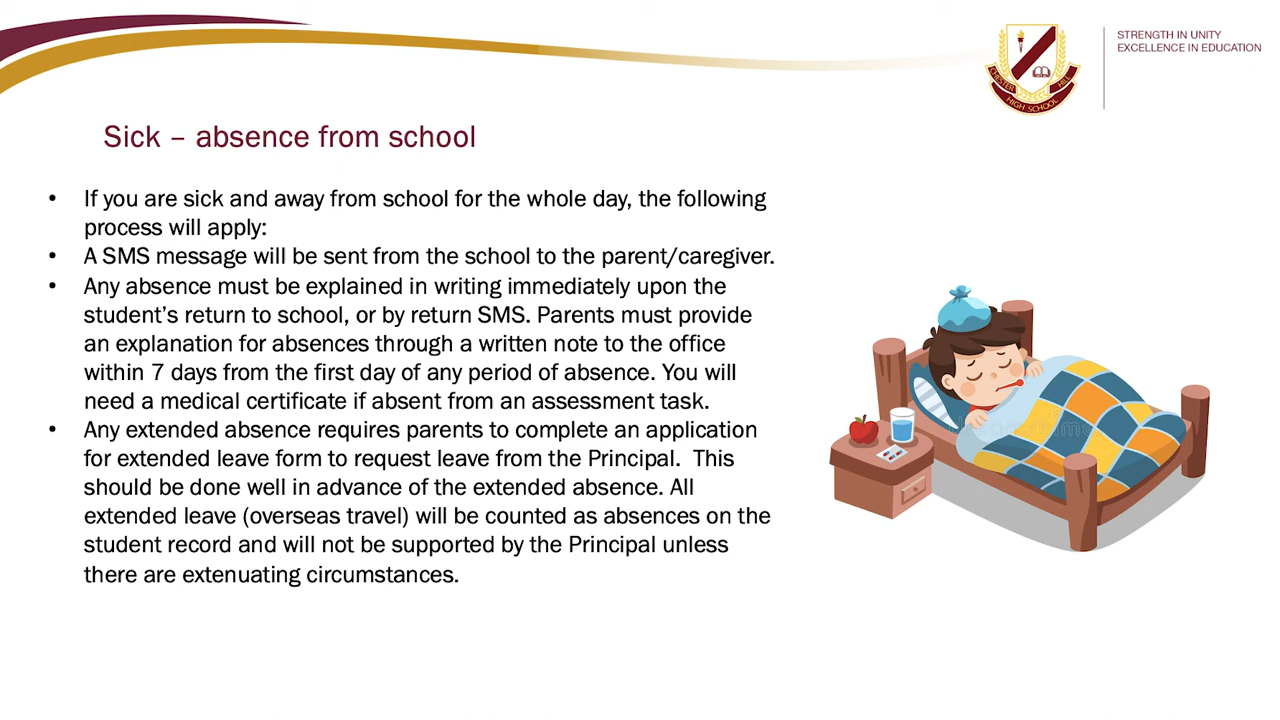 STRENGTH IN UNITY
EXCELLENCE IN EDUCATION
CHESTER HILL
HIGH SCHOOL
Sick – absence from school
• If you are sick and away from school for the whole day, the following
process will apply:
• A SMS message will be sent from the school to the parent/caregiver.
• Any absence must be explained in writing immediately upon the
student’s return to school, or by return SMS. Parents must provide
an explanation for absences through a written note to the office
within 7 days from the first day of any period of absence. You will
need a medical certificate if absent from an assessment task.
• Any extended absence requires parents to complete an application
for extended leave form to request leave from the Principal.  This
should be done well in advance of the extended absence. All
extended leave (overseas travel) will be counted as absences on the
student record and will not be supported by the Principal unless
there are extenuating circumstances.